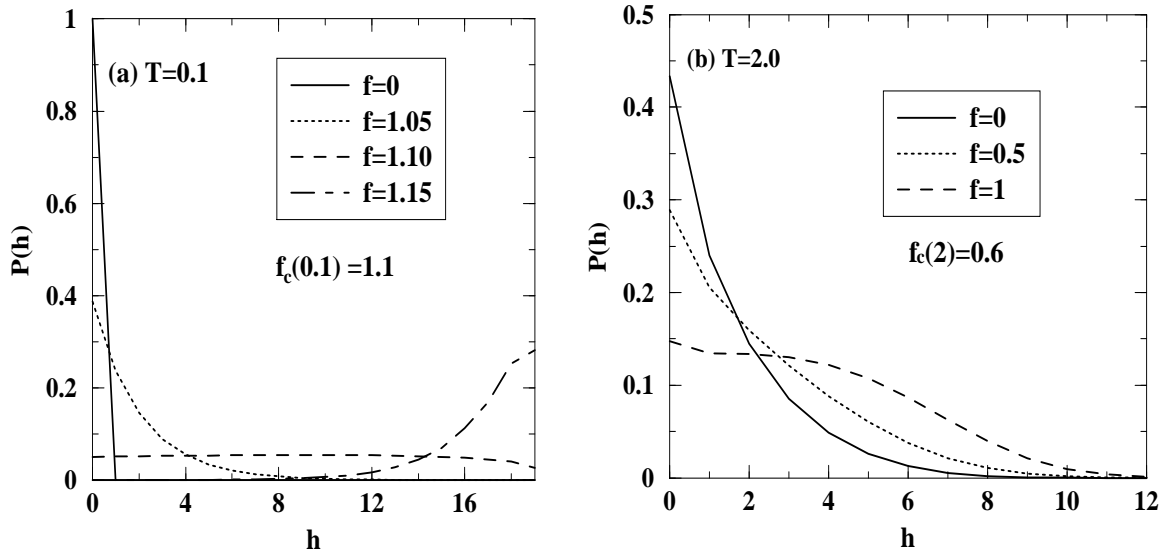 (a) T=0.1
f=0
f=1.05
f=1.10
f=1.15
f_c(0.1) =1.1
P(h)
1
0.8
0.6
0.4
0.2
0
0 4 8 12 16
h
(b) T=2.0
f=0
f=0.5
f=1
f_c(2)=0.6
P(h)
0.5
0.4
0.3
0.2
0.1
0
0 2 4 6 8 10 12
h